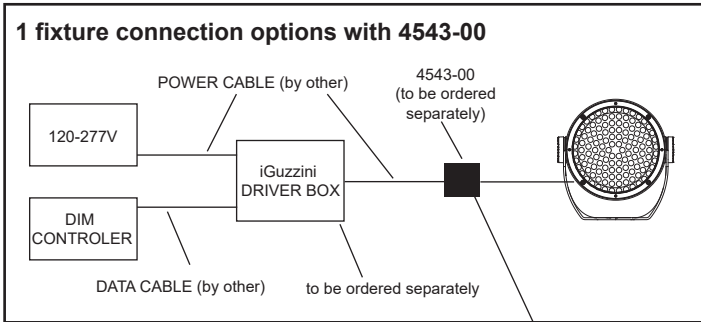 1 fixture connection options with 4543-00
POWER CABLE (by other)
4543-00
(to be ordered
separately)
120-277V
iGuzzini
DRIVER BOX
DIM
CONTROLER
DATA CABLE (by other)
to be ordered separately